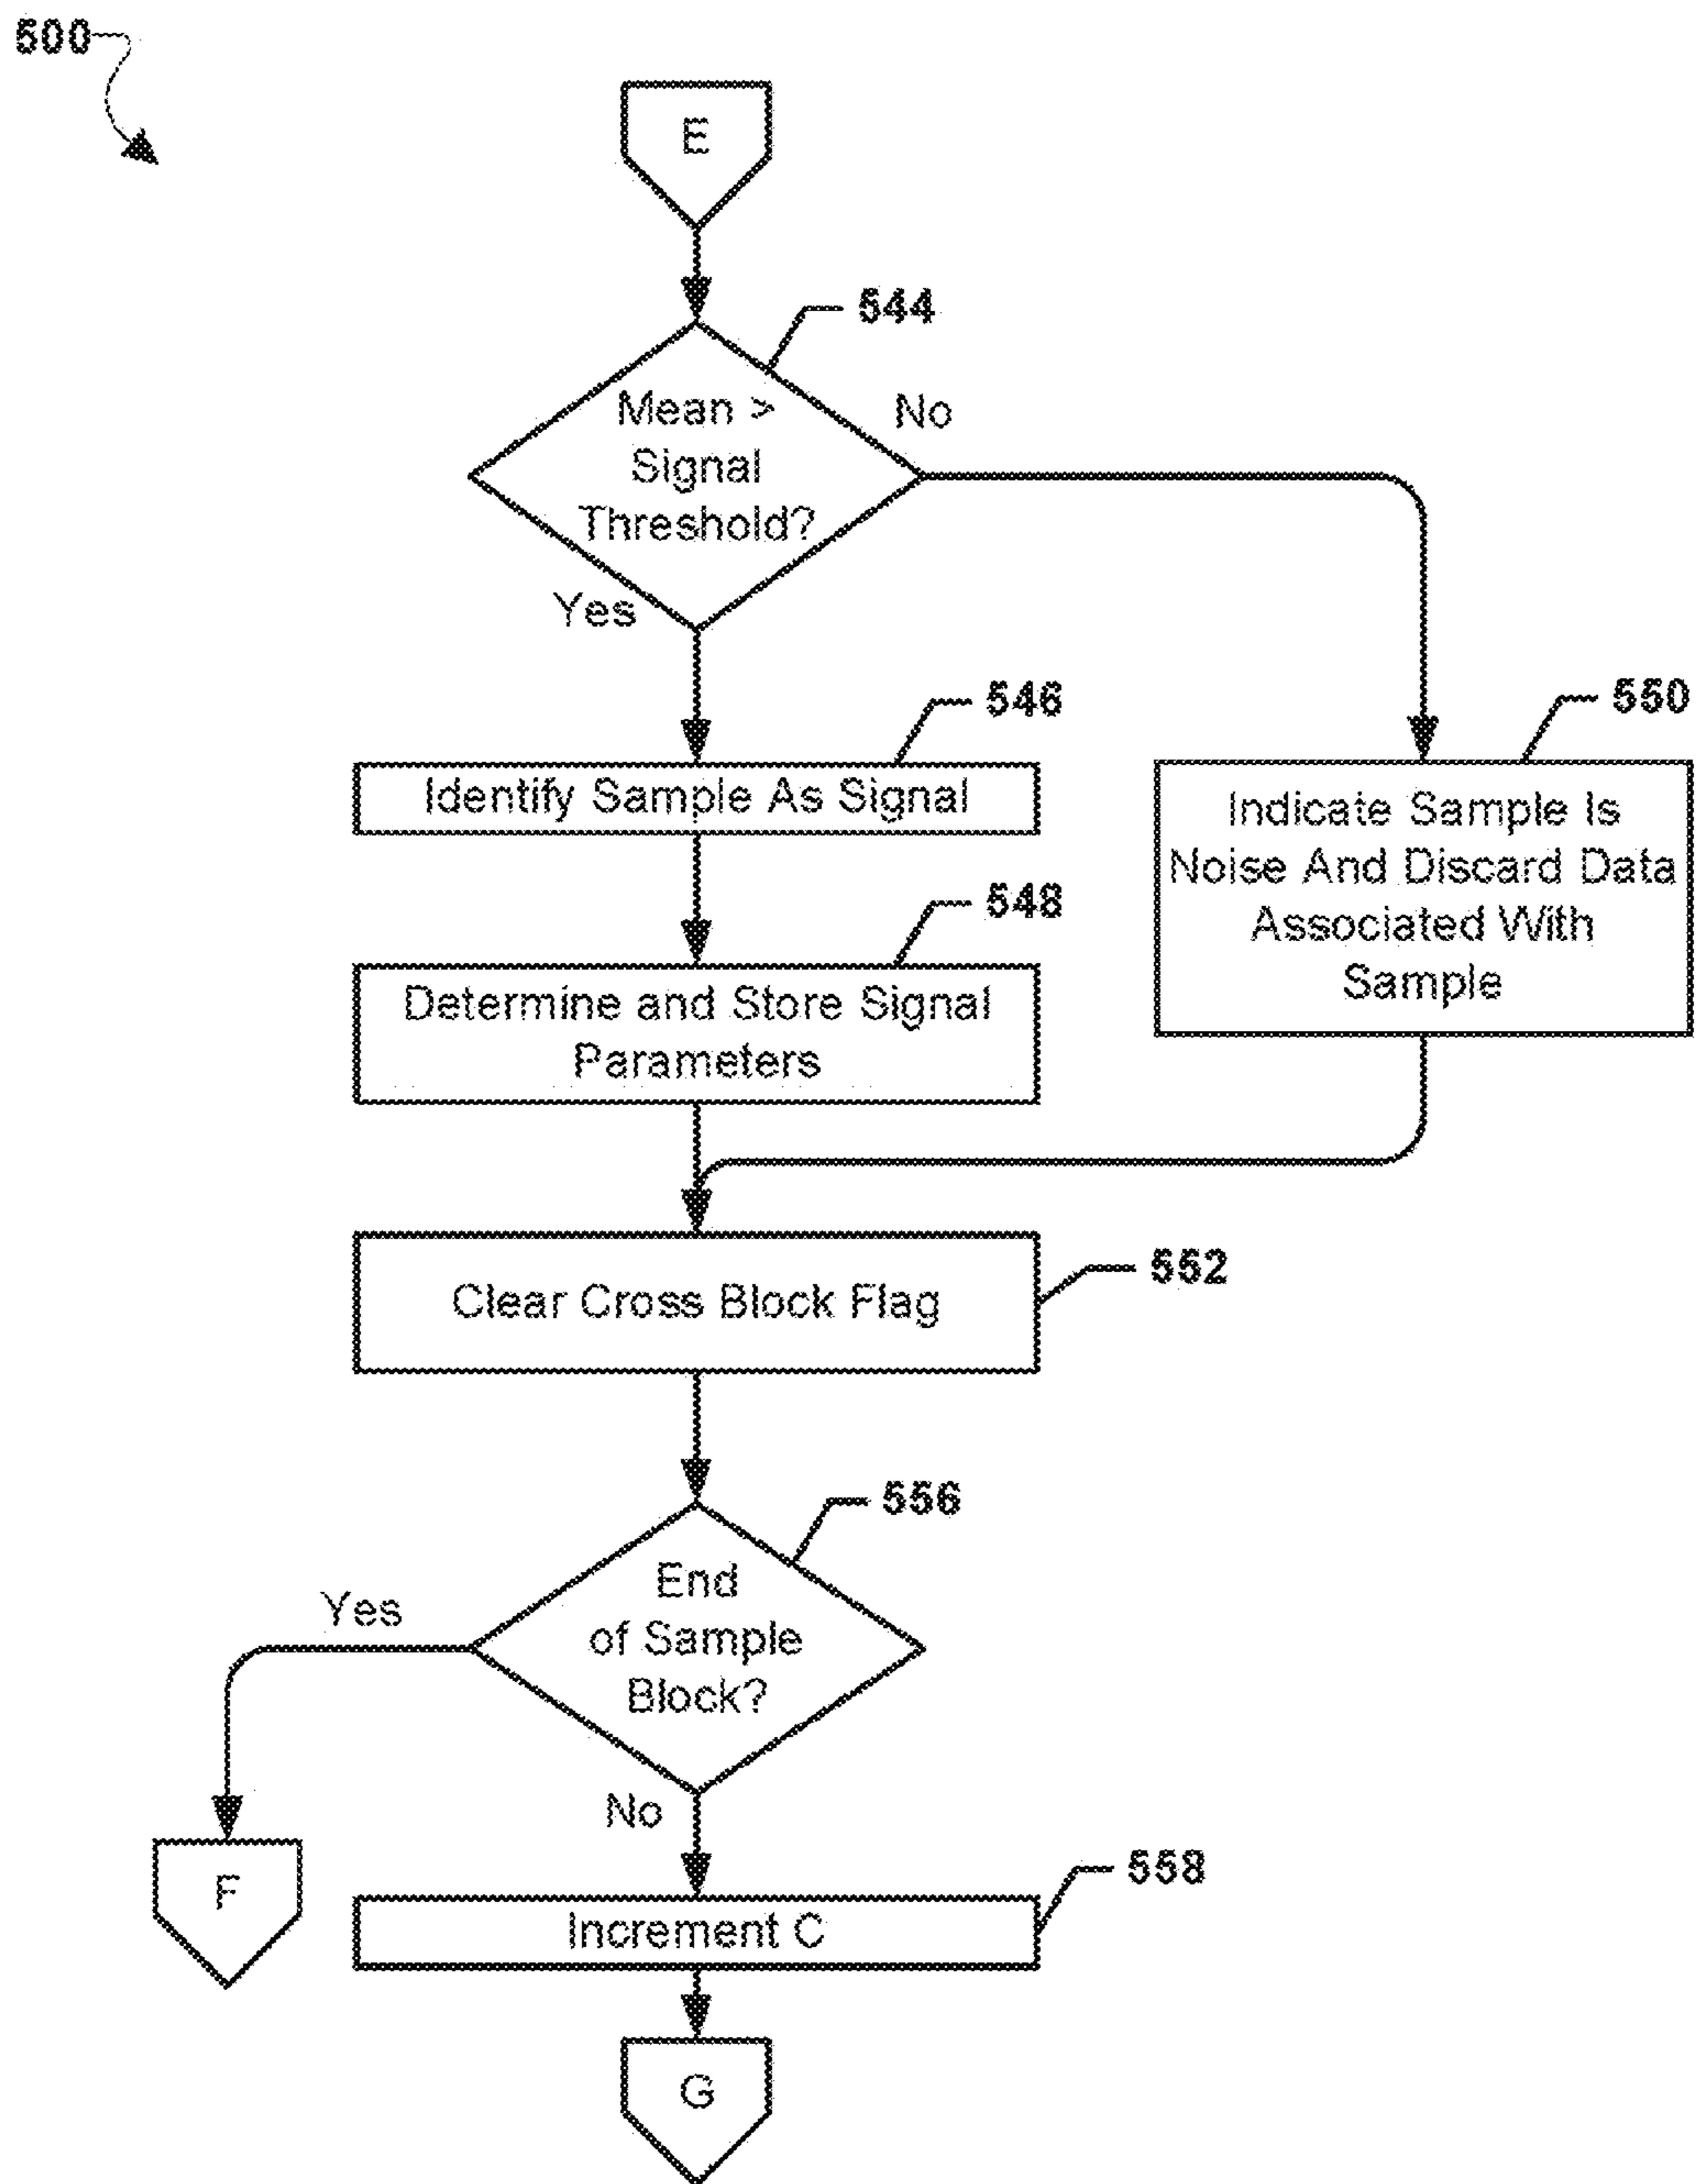 500
E
544
Mean >
Signal
Threshold?
No
Yes
546
Identify Sample As Signal
550
Indicate Sample Is
Noise And Discard Data
Associated With
Sample
548
Determine and Store Signal
Parameters
552
Clear Cross Block Flag
556
End
of Sample
Block?
Yes
No
F
558
Increment C
G